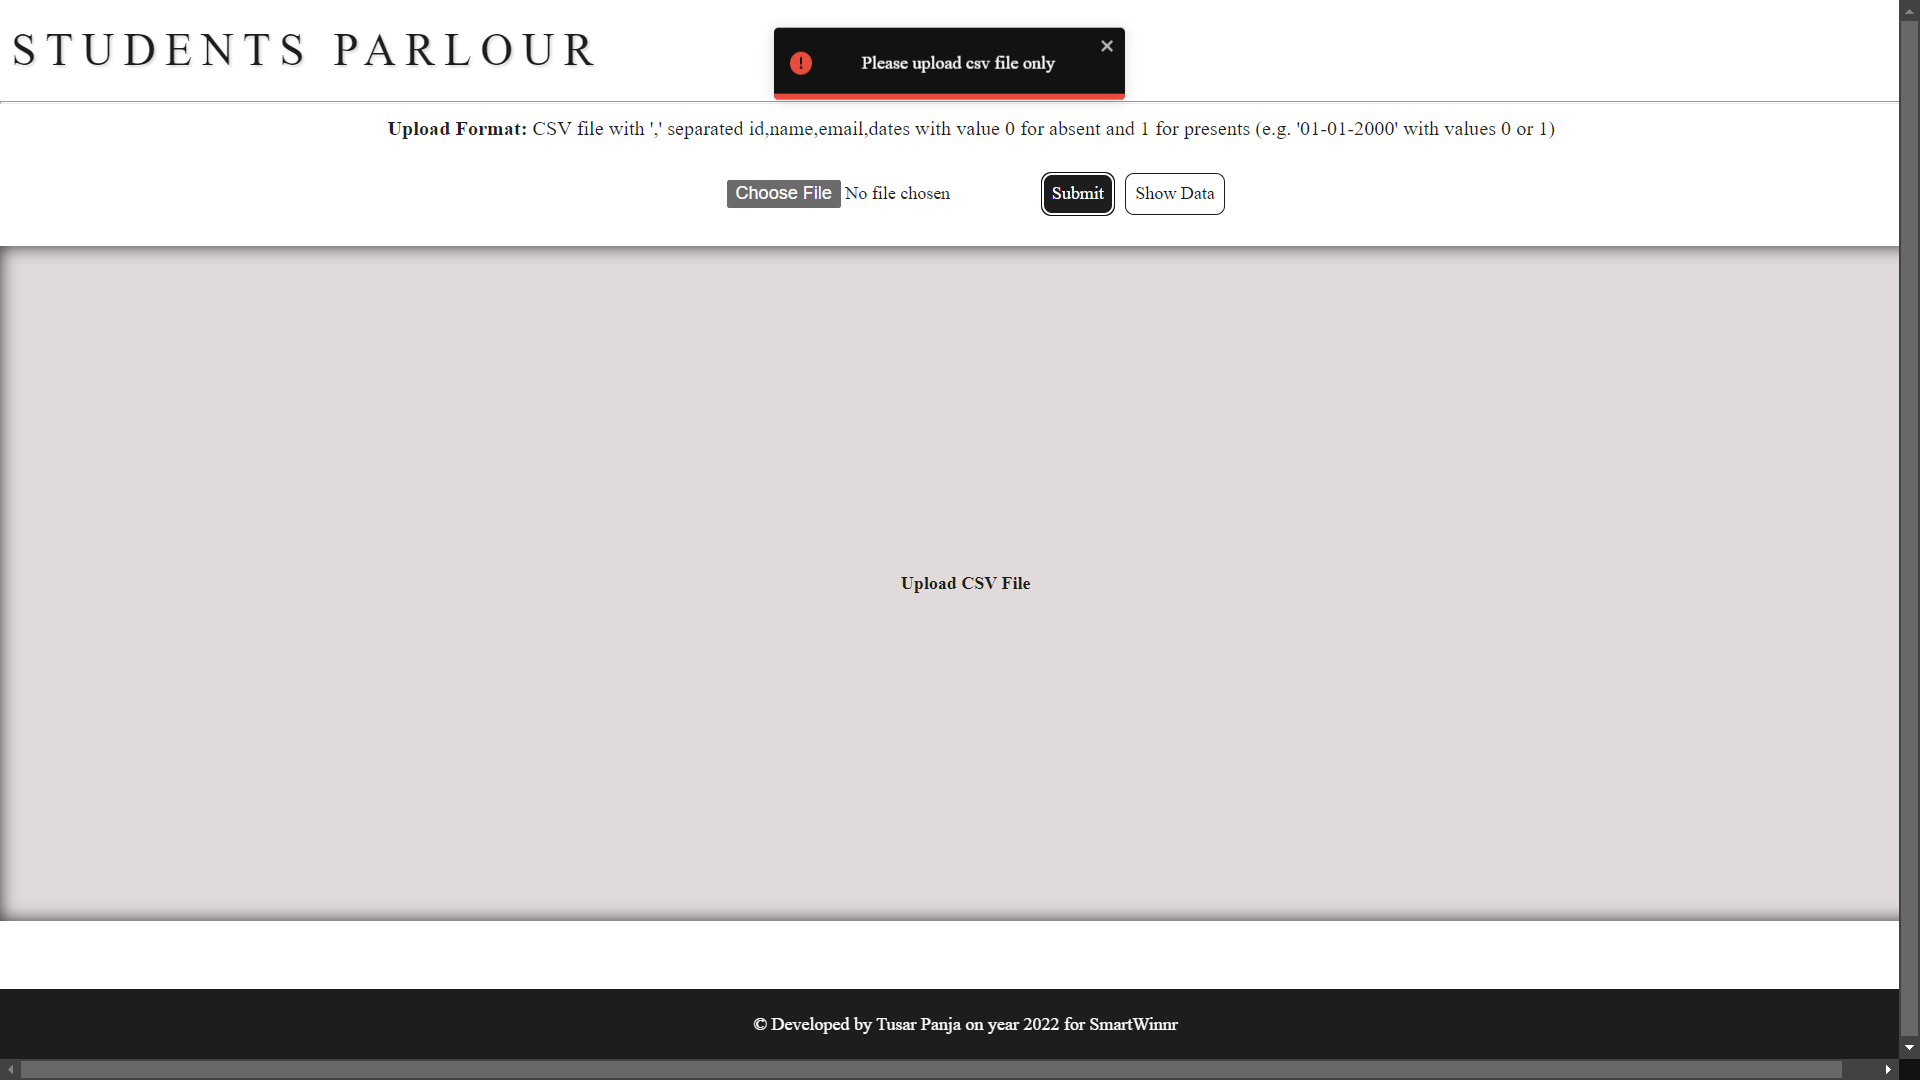 STUDENTS PARLOUR
Please upload csv file only
Upload Format: CSV file with ',' separated id,name,email,dates with value 0 for absent and 1 for presents (e.g. '01-01-2000' with values 0 or 1)
Choose File No file chosen Submit Show Data
Upload CSV File
© Developed by Tusar Panja on year 2022 for SmartWinnr